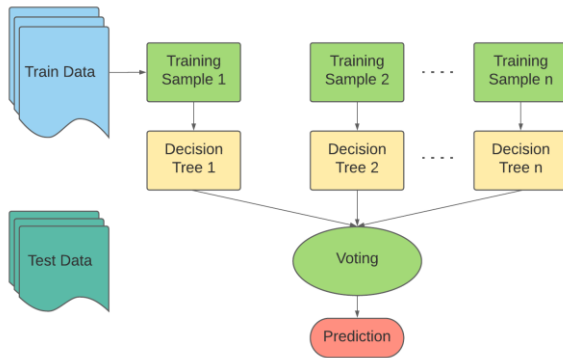 Train Data
Training
Sample 1
Training
Sample 2
. . . .
Training
Sample n
Decision
Tree 1
Decision
Tree 2
. . . .
Decision
Tree n
Test Data
Voting
Prediction